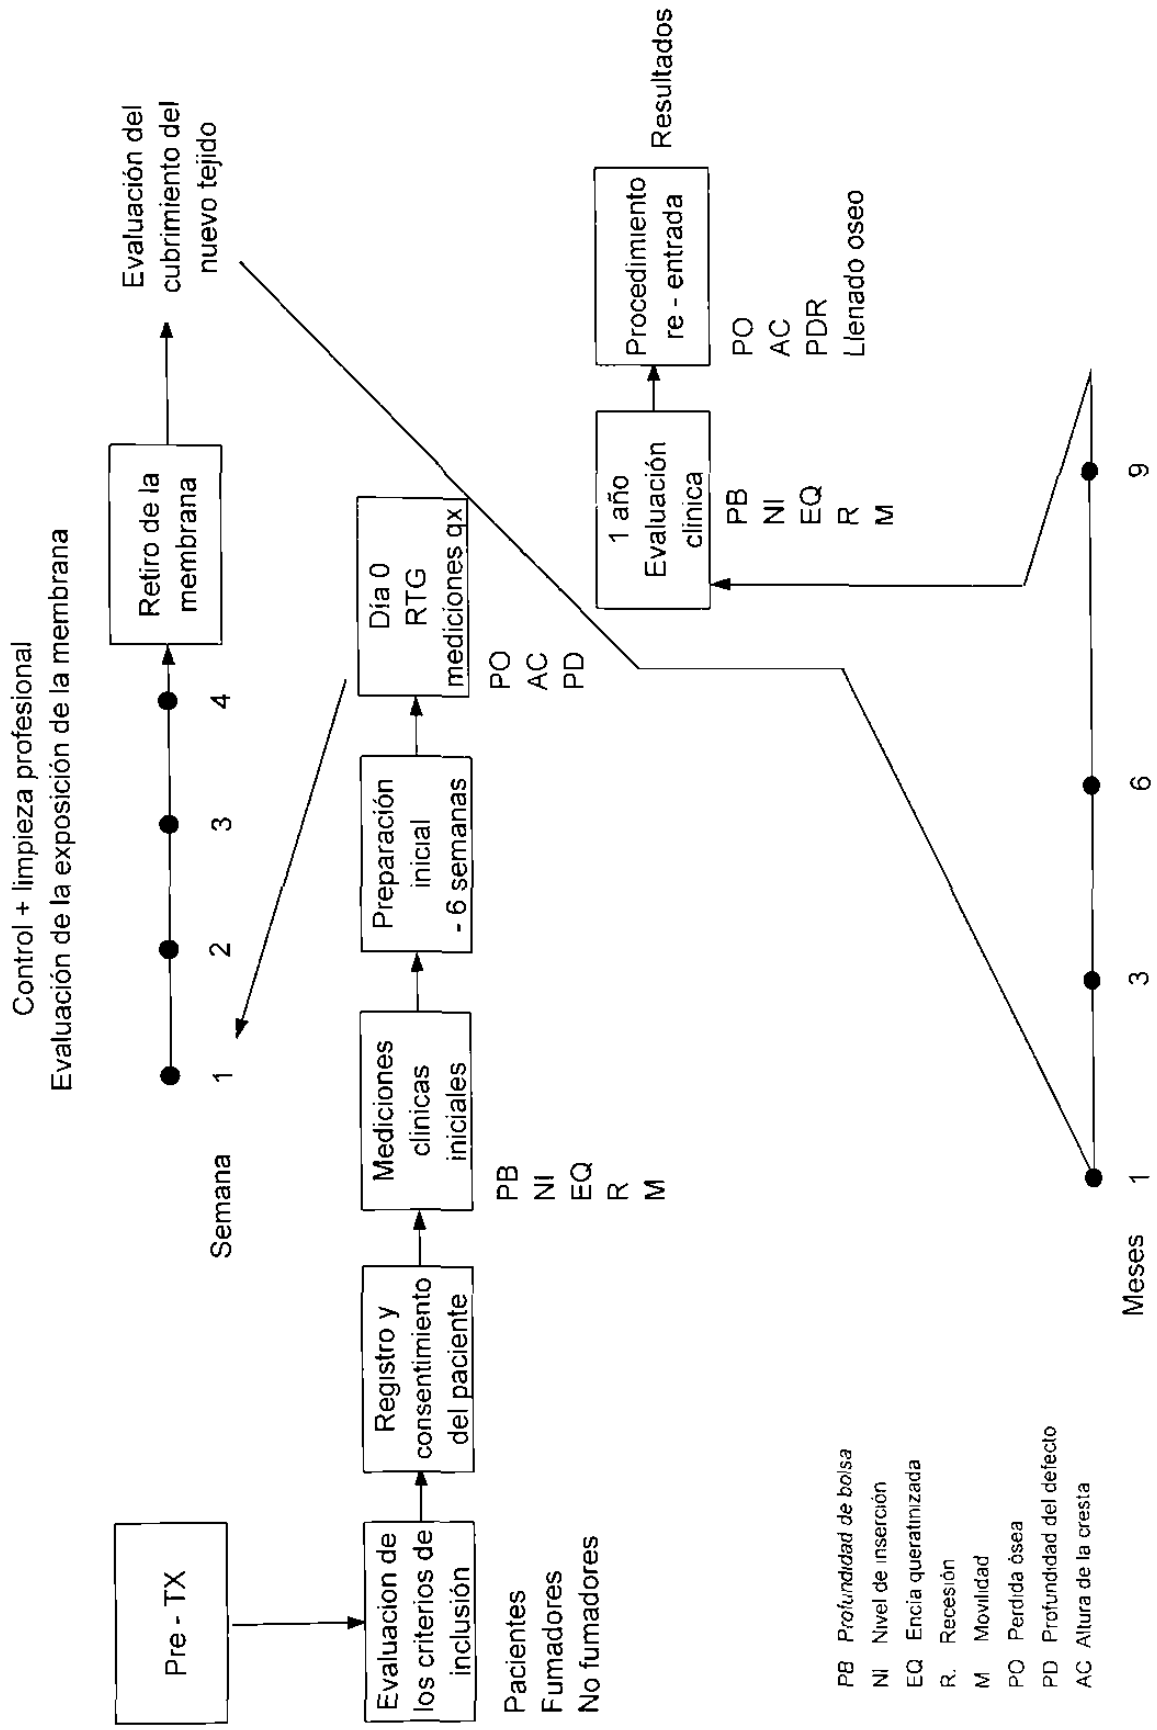 Control + limpieza profesional
Evaluación de la exposición de la membrana
Semana
1
2
3
4
Retiro de la
membrana
Evaluación del
cubrimiento del
nuevo tejido
Pre - TX
Evaluacion de
los criterios de
inclusión
Pacientes
Fumadores
No fumadores
Registro y
consentimiento
del paciente
Mediciones
clínicas
iniciales
PB
NI
EQ
R
M
Preparación
inicial
- 6 semanas
Día 0
RTG
mediciones qx
PO
AC
PD
1 año
Evaluación
clínica
PB
NI
EQ
R
M
Procedimiento
re - entrada
PO
AC
PDR
Llenado oseo
Resultados
PB Profundidad de bolsa
NI Nivel de inserción
EQ Encia queratinizada
R. Recesión
M Movilidad
PO Perdida ósea
PD Profundidad del defecto
AC Altura de la cresta
Meses
1
3
6
9